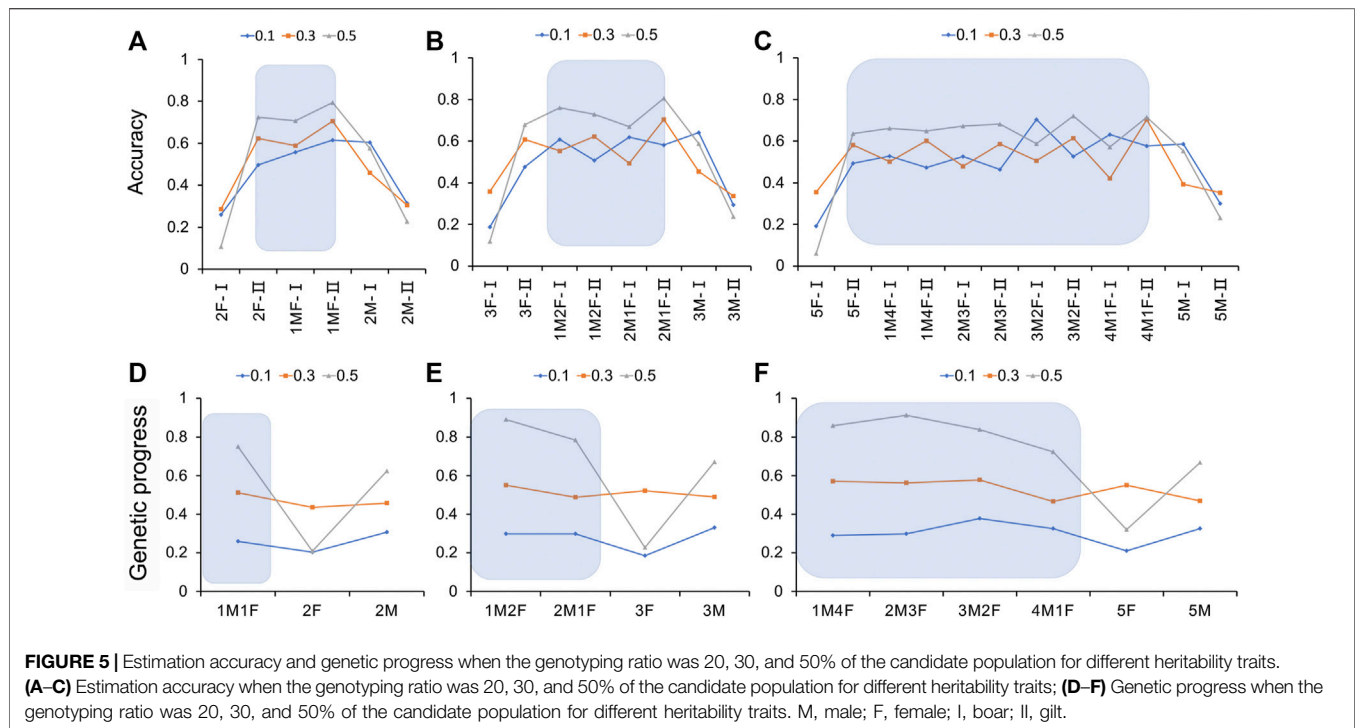 A
0.1 0.3 0.5
B
0.1 0.3 0.5
C
0.1 0.3 0.5
Accuracy
1
0.8
0.6
0.4
0.2
0
2F-Ⅰ
2F-Ⅱ
1MF-Ⅰ
1MF-Ⅱ
2M-Ⅰ
2M-Ⅱ
1
0.8
0.6
0.4
0.2
0
3F-Ⅰ
3F-Ⅱ
1M2F-Ⅰ
1M2F-Ⅱ
2M1F-Ⅰ
2M1F-Ⅱ
3M-Ⅰ
3M-Ⅱ
1
0.8
0.6
0.4
0.2
0
5F-Ⅰ
5F-Ⅱ
1M4F-Ⅰ
1M4F-Ⅱ
2M3F-Ⅰ
2M3F-Ⅱ
3M2F-Ⅰ
3M2F-Ⅱ
4M1F-Ⅰ
4M1F-Ⅱ
5M-Ⅰ
5M-Ⅱ
D
0.1 0.3 0.5
E
0.1 0.3 0.5
F
0.1 0.3 0.5
Genetic progress
1
0.8
0.6
0.4
0.2
0
1M1F 2F 2M
1
0.8
0.6
0.4
0.2
0
1M2F 2M1F 3F 3M
1
0.8
0.6
0.4
0.2
0
1M4F 2M3F 3M2F 4M1F 5F 5M
FIGURE 5 | Estimation accuracy and genetic progress when the genotyping ratio was 20, 30, and 50% of the candidate population for different heritability traits.
(A–C) Estimation accuracy when the genotyping ratio was 20, 30, and 50% of the candidate population for different heritability traits; (D–F) Genetic progress when the
genotyping ratio was 20, 30, and 50% of the candidate population for different heritability traits. M, male; F, female; I, boar; II, gilt.